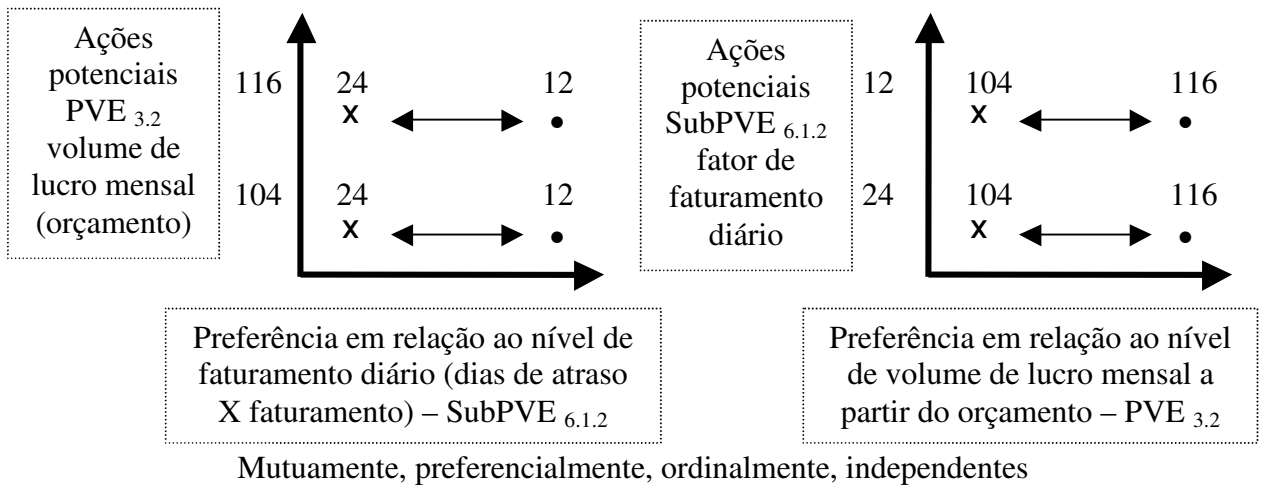 Ações
potenciais
PVE 3.2
volume de
lucro mensal
(orçamento)
116
24
12
X
104
24
12
X
Preferência em relação ao nível de
faturamento diário (dias de atraso
X faturamento) – SubPVE 6.1.2
Ações
potenciais
SubPVE 6.1.2
fator de
faturamento
diário
12
104
116
X
24
104
116
X
Preferência em relação ao nível
de volume de lucro mensal a
partir do orçamento – PVE 3.2
Mutuamente, preferencialmente, ordinalmente, independentes